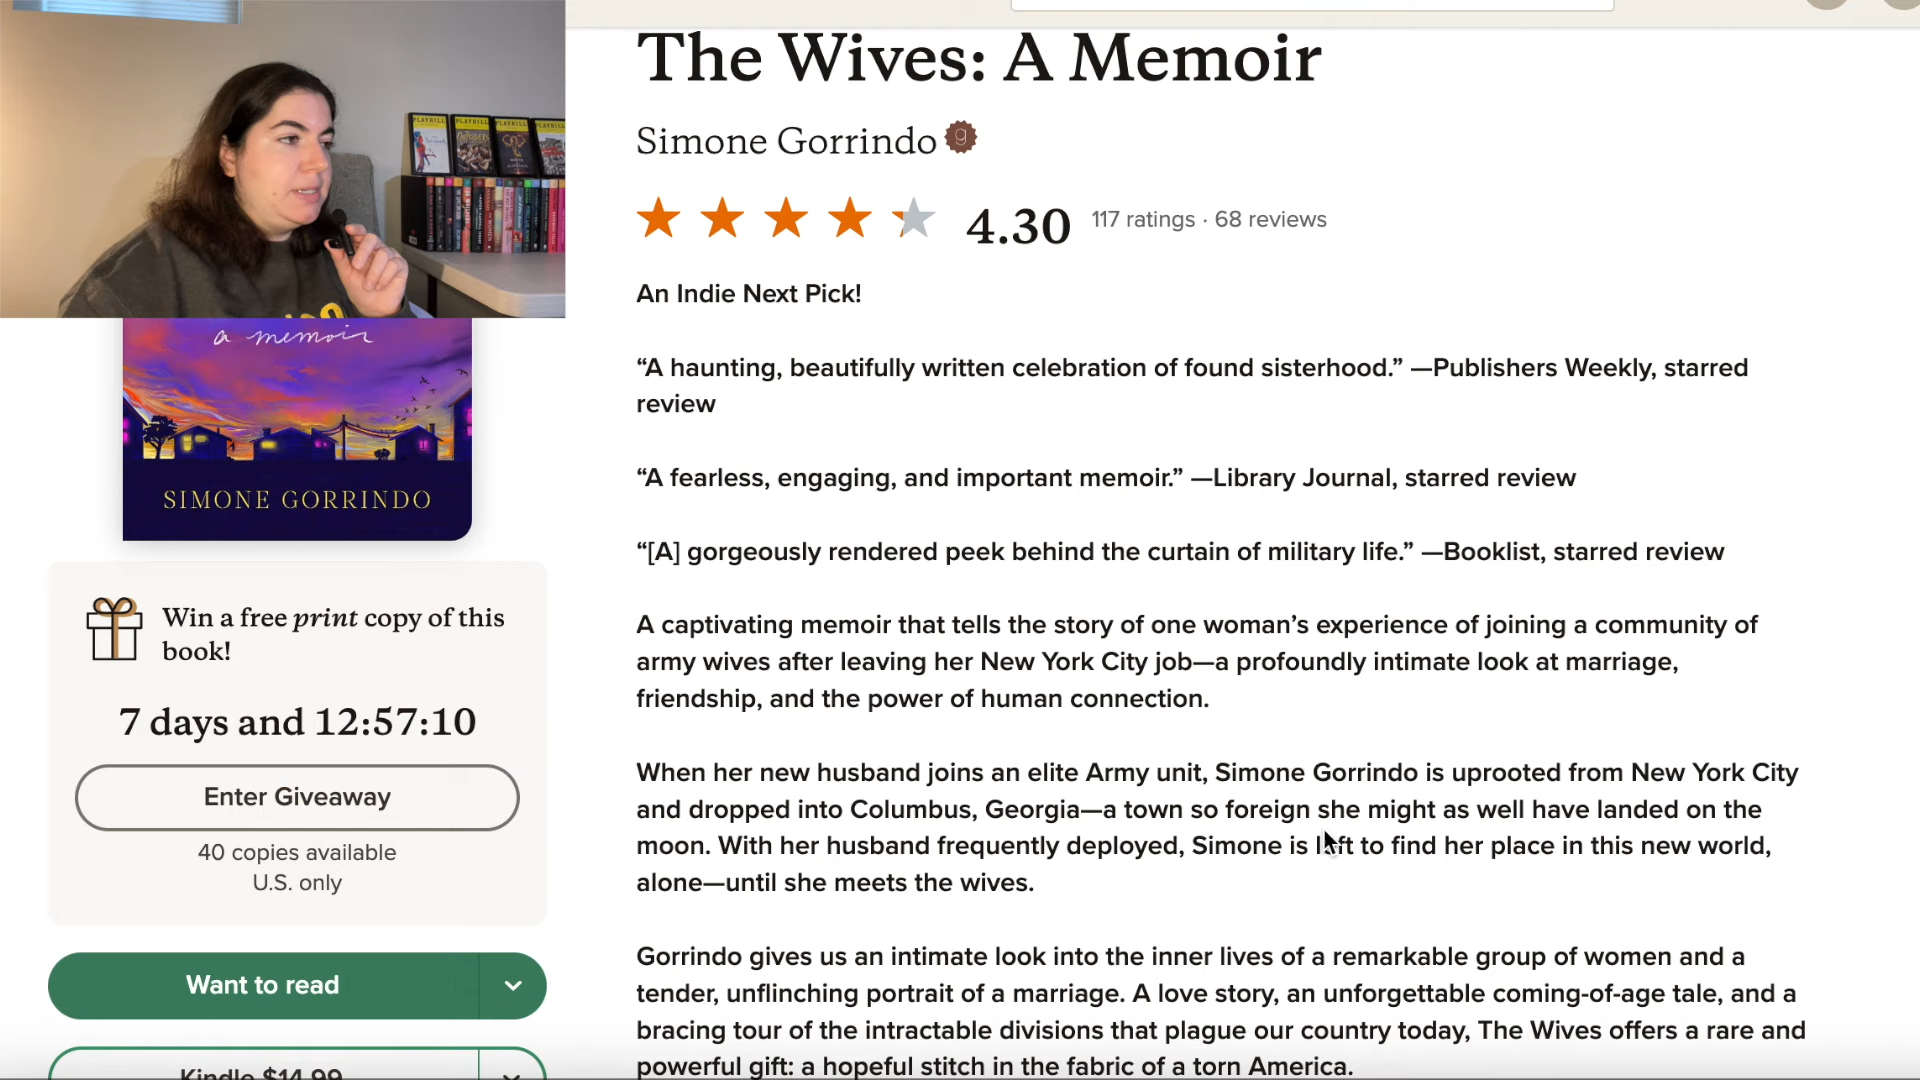 The Wives: A Memoir
Simone Gorrindo
4.30 117 ratings · 68 reviews
An Indie Next Pick!
“A haunting, beautifully written celebration of found sisterhood.” —Publishers Weekly, starred
review
“A fearless, engaging, and important memoir.” —Library Journal, starred review
“[A] gorgeously rendered peek behind the curtain of military life.” —Booklist, starred review
A captivating memoir that tells the story of one woman’s experience of joining a community of
army wives after leaving her New York City job—a profoundly intimate look at marriage,
friendship, and the power of human connection.
When her new husband joins an elite Army unit, Simone Gorrindo is uprooted from New York City
and dropped into Columbus, Georgia—a town so foreign she might as well have landed on the
moon. With her husband frequently deployed, Simone is left to find her place in this new world,
alone—until she meets the wives.
Gorrindo gives us an intimate look into the inner lives of a remarkable group of women and a
tender, unflinching portrait of a marriage. A love story, an unforgettable coming-of-age tale, and a
bracing tour of the intractable divisions that plague our country today, The Wives offers a rare and
powerful gift: a hopeful stitch in the fabric of a torn America.
PLAYBILL
PLAYBILL
PLAYBILL
PLAYBILL
a memoir
SIMONE GORRINDO
Win a free print copy of this
book!
7 days and 12:57:10
Enter Giveaway
40 copies available
U.S. only
Want to read
Kindle $14.99